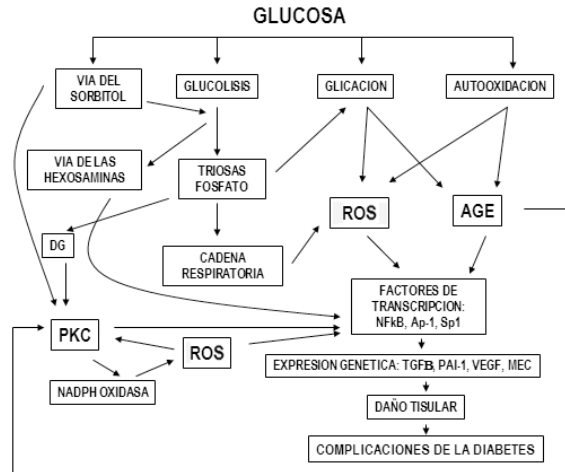 GLUCOSA
VIA DEL
SORBITOL
GLUCOLISIS
GLICACION
AUTOOXIDACION
VIA DE LAS
HEXOSAMINAS
TRIOSAS
FOSFATO
ROS
AGE
DG
CADENA
RESPIRATORIA
FACTORES DE
TRANSCRIPCION:
NFkB, Ap-1, Sp1
PKC
ROS
EXPRESION GENETICA: TGFB, PAI-1, VEGF, MEC
NADPH OXIDASA
DAÑO TISULAR
COMPLICACIONES DE LA DIABETES